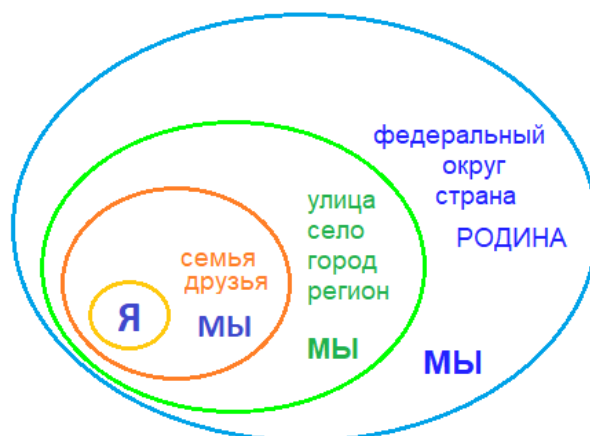 Я
семья
друзья
МЫ
улица
село
город
регион
МЫ
федеральный
округ
страна
РОДИНА
МЫ